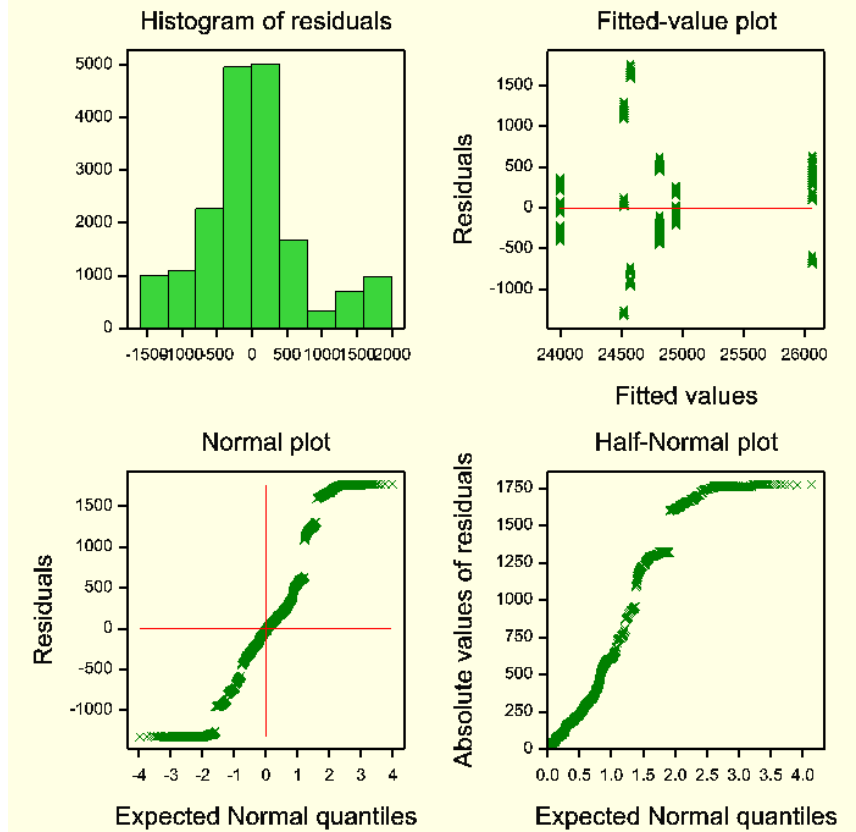 Histogram of residuals
5000
4000
3000
2000
1000
0
-1500-1000-500 0 500 1000 1500 2000
Fitted-value plot
Residuals
1500
1000
500
0
-500
-1000
24000 24500 25000 25500 26000
Fitted values
Normal plot
Residuals
1500
1000
500
0
-500
-1000
-4 -3 -2 -1 0 1 2 3 4
Expected Normal quantiles
Half-Normal plot
Absolute values of residuals
1750
1500
1250
1000
750
500
250
0
0.0 0.5 1.0 1.5 2.0 2.5 3.0 3.5 4.0
Expected Normal quantiles